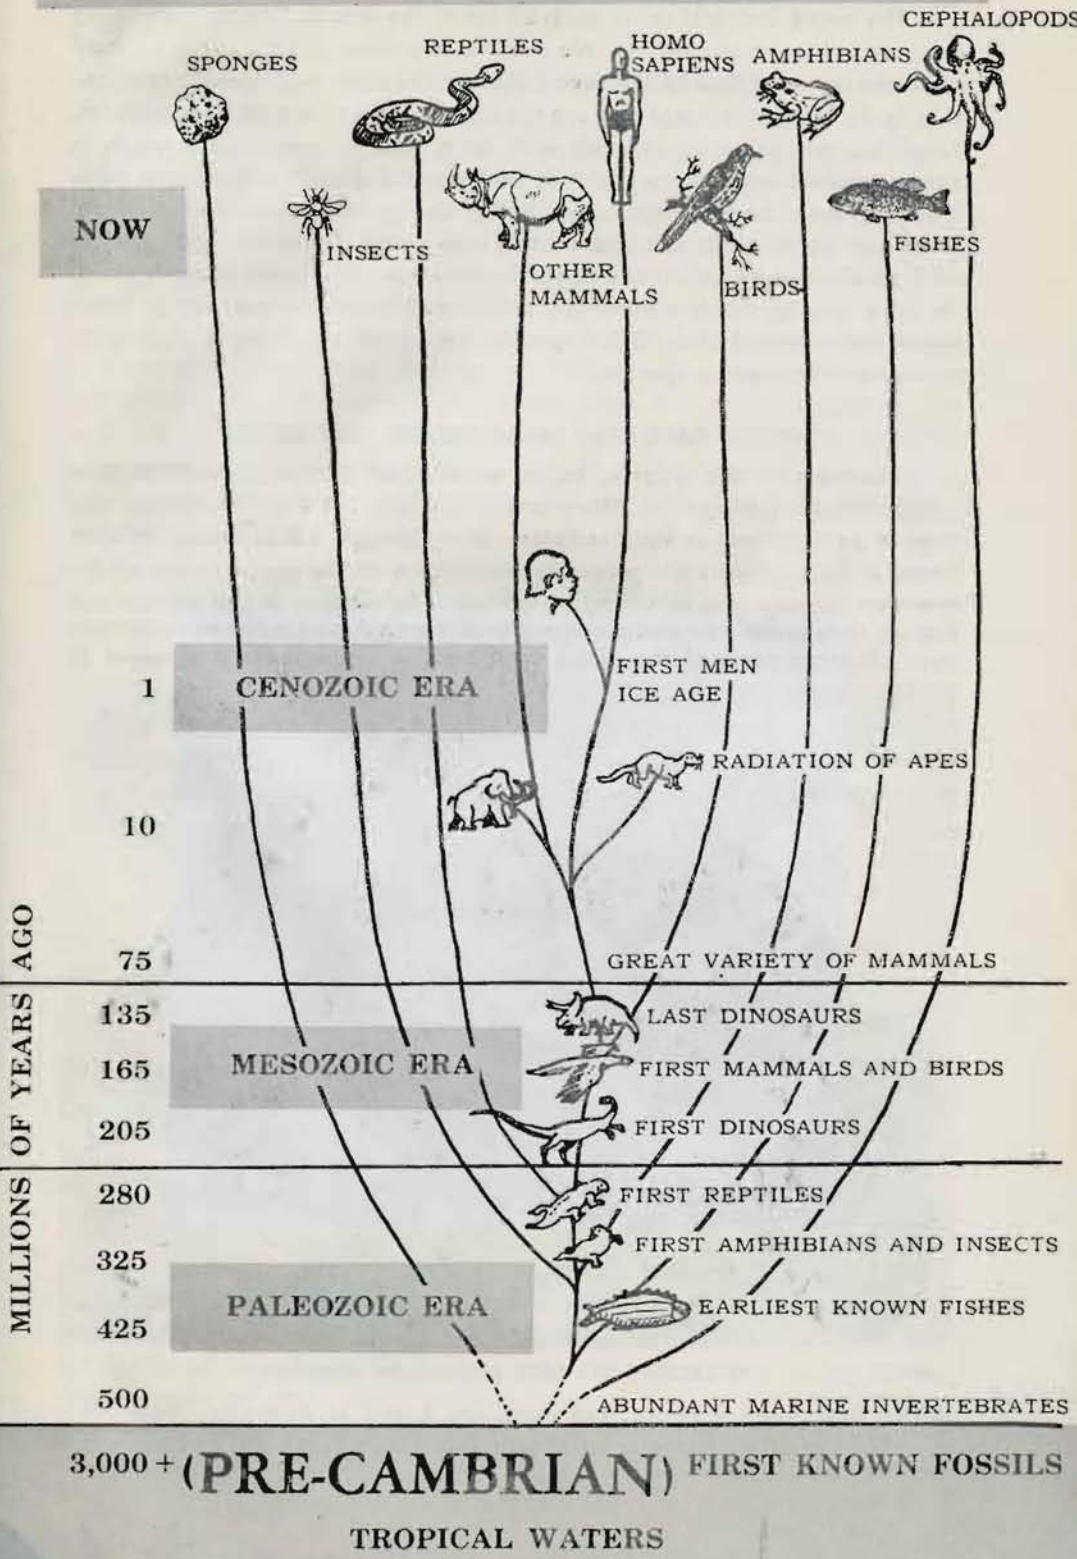 CEPHALOPODS
SPONGES
REPTILES
HOMO
SAPIENS
AMPHIBIANS
NOW
INSECTS
OTHER
MAMMALS
BIRDS
FISHES
1
CENOZOIC ERA
FIRST MEN
ICE AGE
RADIATION OF APES
10
75
GREAT VARIETY OF MAMMALS
MILLIONS OF YEARS AGO
135
LAST DINOSAURS
165
MESOZOIC ERA
FIRST MAMMALS AND BIRDS
205
FIRST DINOSAURS
280
FIRST REPTILES
325
FIRST AMPHIBIANS AND INSECTS
PALEOZOIC ERA
EARLIEST KNOWN FISHES
425
500
ABUNDANT MARINE INVERTEBRATES
3,000 + (PRE-CAMBRIAN) FIRST KNOWN FOSSILS
TROPICAL WATERS